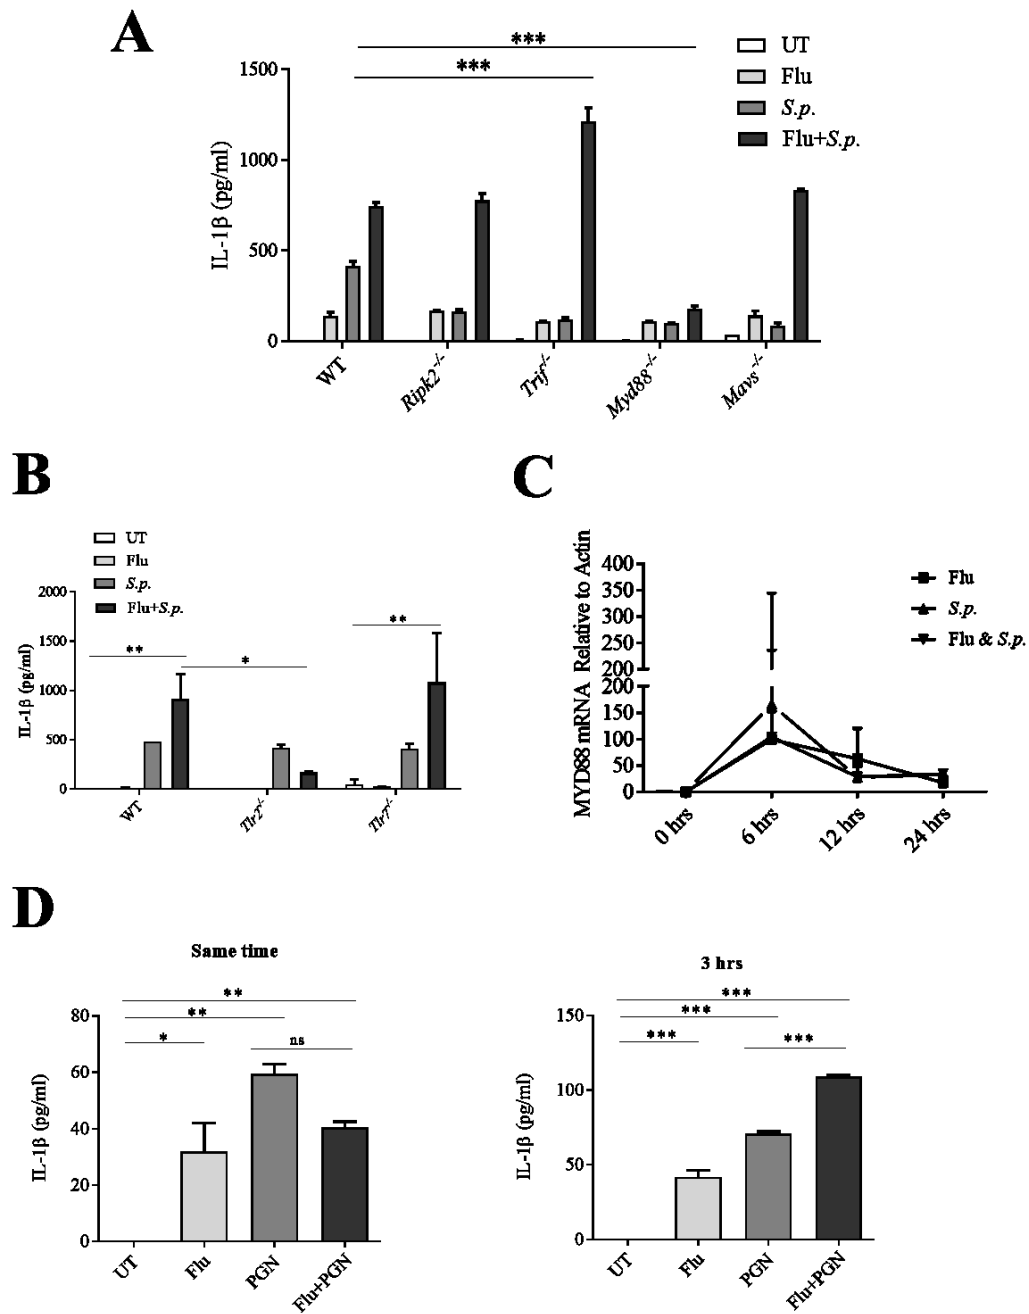 A
UT
Flu
S.p.
Flu+S.p.
***
***
IL-1β (pg/ml)
1500
1000
500
0
WT
Ripk2-/-
Trif-/-
Myd88-/-
Mavs-/-
B
UT
Flu
S.p.
Flu+S.p.
**
*
**
IL-1β (pg/ml)
2000
1500
1000
500
0
WT
Tlr2-/-
Tlr7-/-
C
MYD88 mRNA Relative to Actin
400
350
300
250
200
200
150
100
50
0
0 hrs
6 hrs
12 hrs
24 hrs
Flu
S.p.
Flu & S.p.
D
Same time
**
**
*
ns
IL-1β (pg/ml)
80
60
40
20
0
UT
Flu
PGN
Flu+PGN
3 hrs
***
***
***
***
IL-1β (pg/ml)
150
100
50
0
UT
Flu
PGN
Flu+PGN